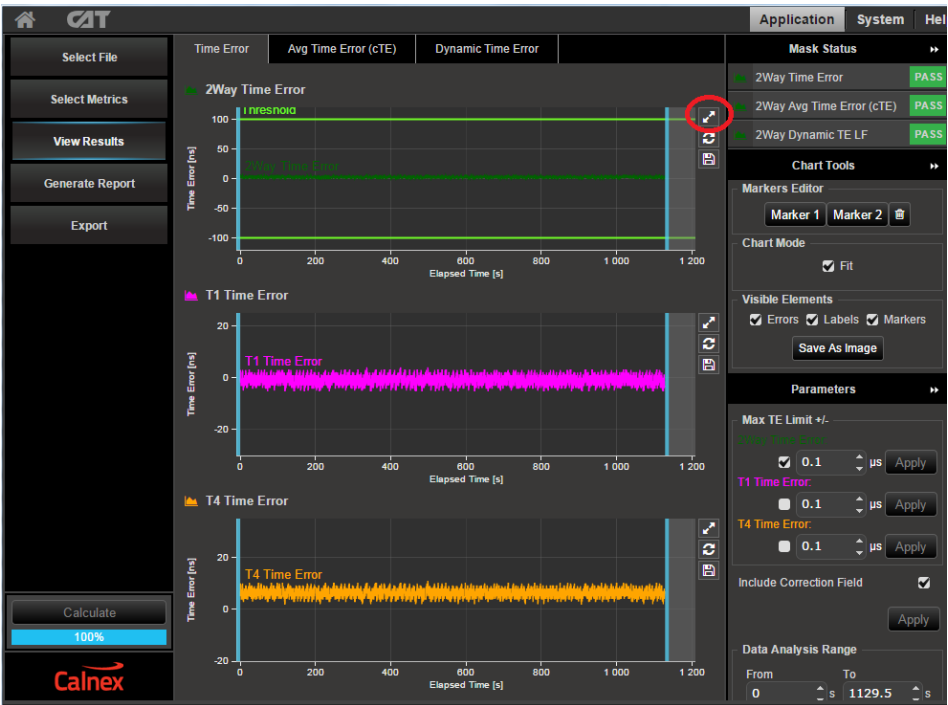 CAT
Application System Hel
Select File
Select Metrics
View Results
Generate Report
Export
Calculate
100%
Calnex
Time Error Avg Time Error (cTE) Dynamic Time Error
2Way Time Error
Threshold
2Way Time Error
Time Error [ns]
100
50
0
-50
-100
0 200 400 600 800 1 000 1 200
Elapsed Time [s]
T1 Time Error
T1 Time Error
Time Error [ns]
20
0
-20
0 200 400 600 800 1 000 1 200
Elapsed Time [s]
T4 Time Error
T4 Time Error
Time Error [ns]
20
0
-20
0 200 400 600 800 1 000 1 200
Elapsed Time [s]
Mask Status
2Way Time Error PASS
2Way Avg Time Error (cTE) PASS
2Way Dynamic TE LF PASS
Chart Tools
Markers Editor
Marker 1 Marker 2
Chart Mode
Fit
Visible Elements
Errors Labels Markers
Save As Image
Parameters
Max TE Limit +/-
2Way Time Error:
0.1 µs Apply
T1 Time Error:
0.1 µs Apply
T4 Time Error:
0.1 µs Apply
Include Correction Field
Apply
Data Analysis Range
From To
0 s 1129.5 s